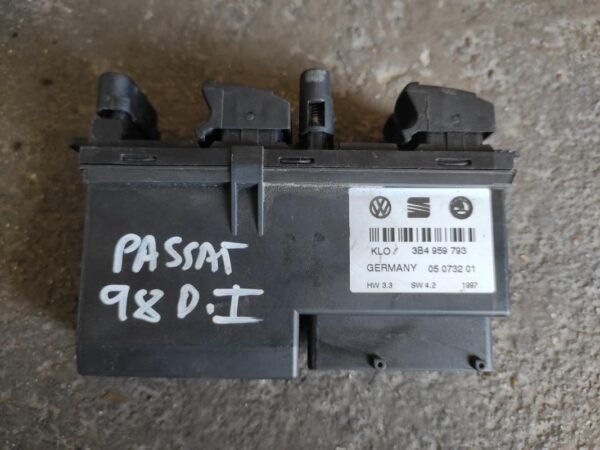 PASSAT
98 D.I
KLO/ 3B4 959 793
GERMANY 05 0732 01
HW 3.3 SW 4.2 1997